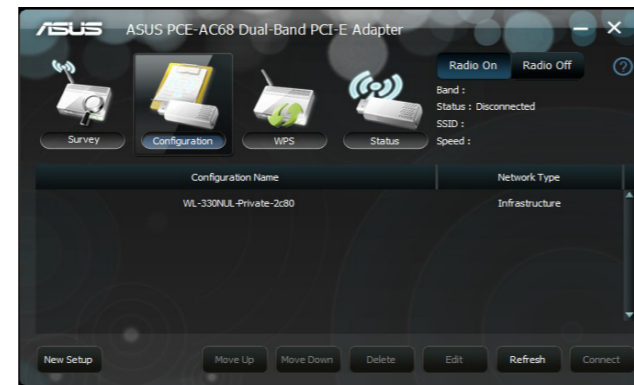 ASUS ASUS PCE-AC68 Dual-Band PCI-E Adapter
Radio On Radio Off
Band :
Status : Disconnected
SSID :
Speed :
Survey Configuration WPS Status
Configuration Name Network Type
WL-330NUL-Private-2c80 Infrastructure
New Setup Move Up Move Down Delete Edit Refresh Connect